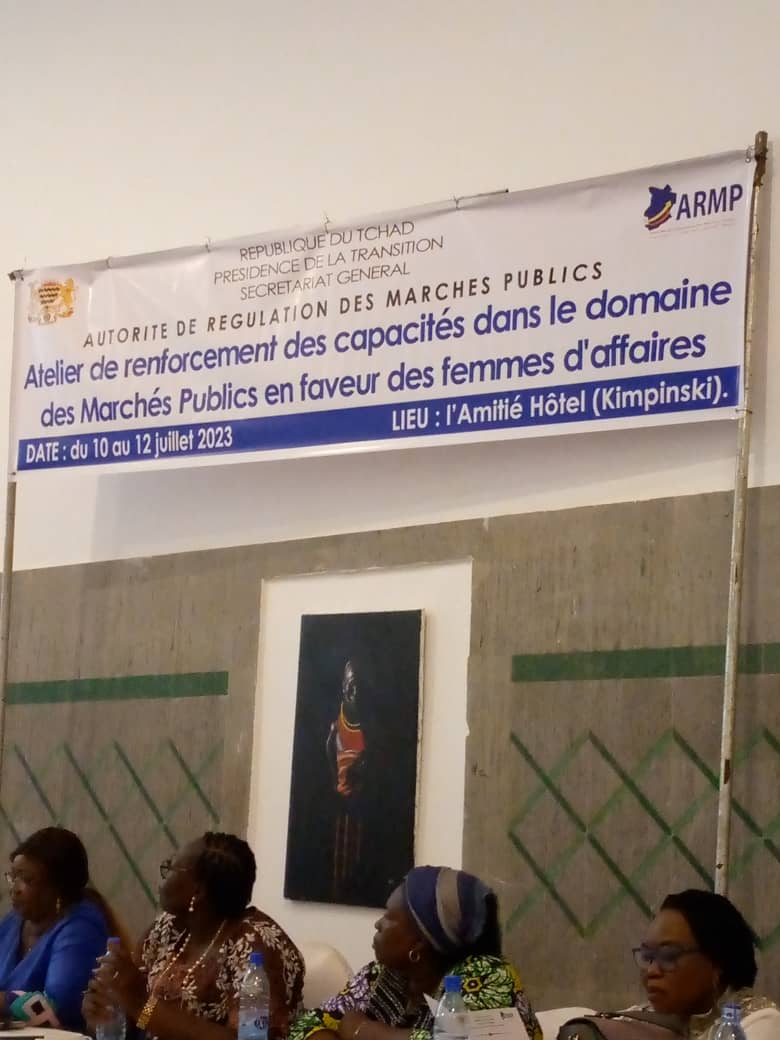 ARMP
REPUBLIQUE DU TCHAD
PRESIDENCE DE LA TRANSITION
SECRETARIAT GENERAL
AUTORITE DE REGULATION DES MARCHES PUBLICS
Atelier de renforcement des capacités dans le domaine
des Marchés Publics en faveur des femmes d'affaires
DATE : du 10 au 12 juillet 2023
LIEU : l'Amitié Hôtel (Kimpinski).